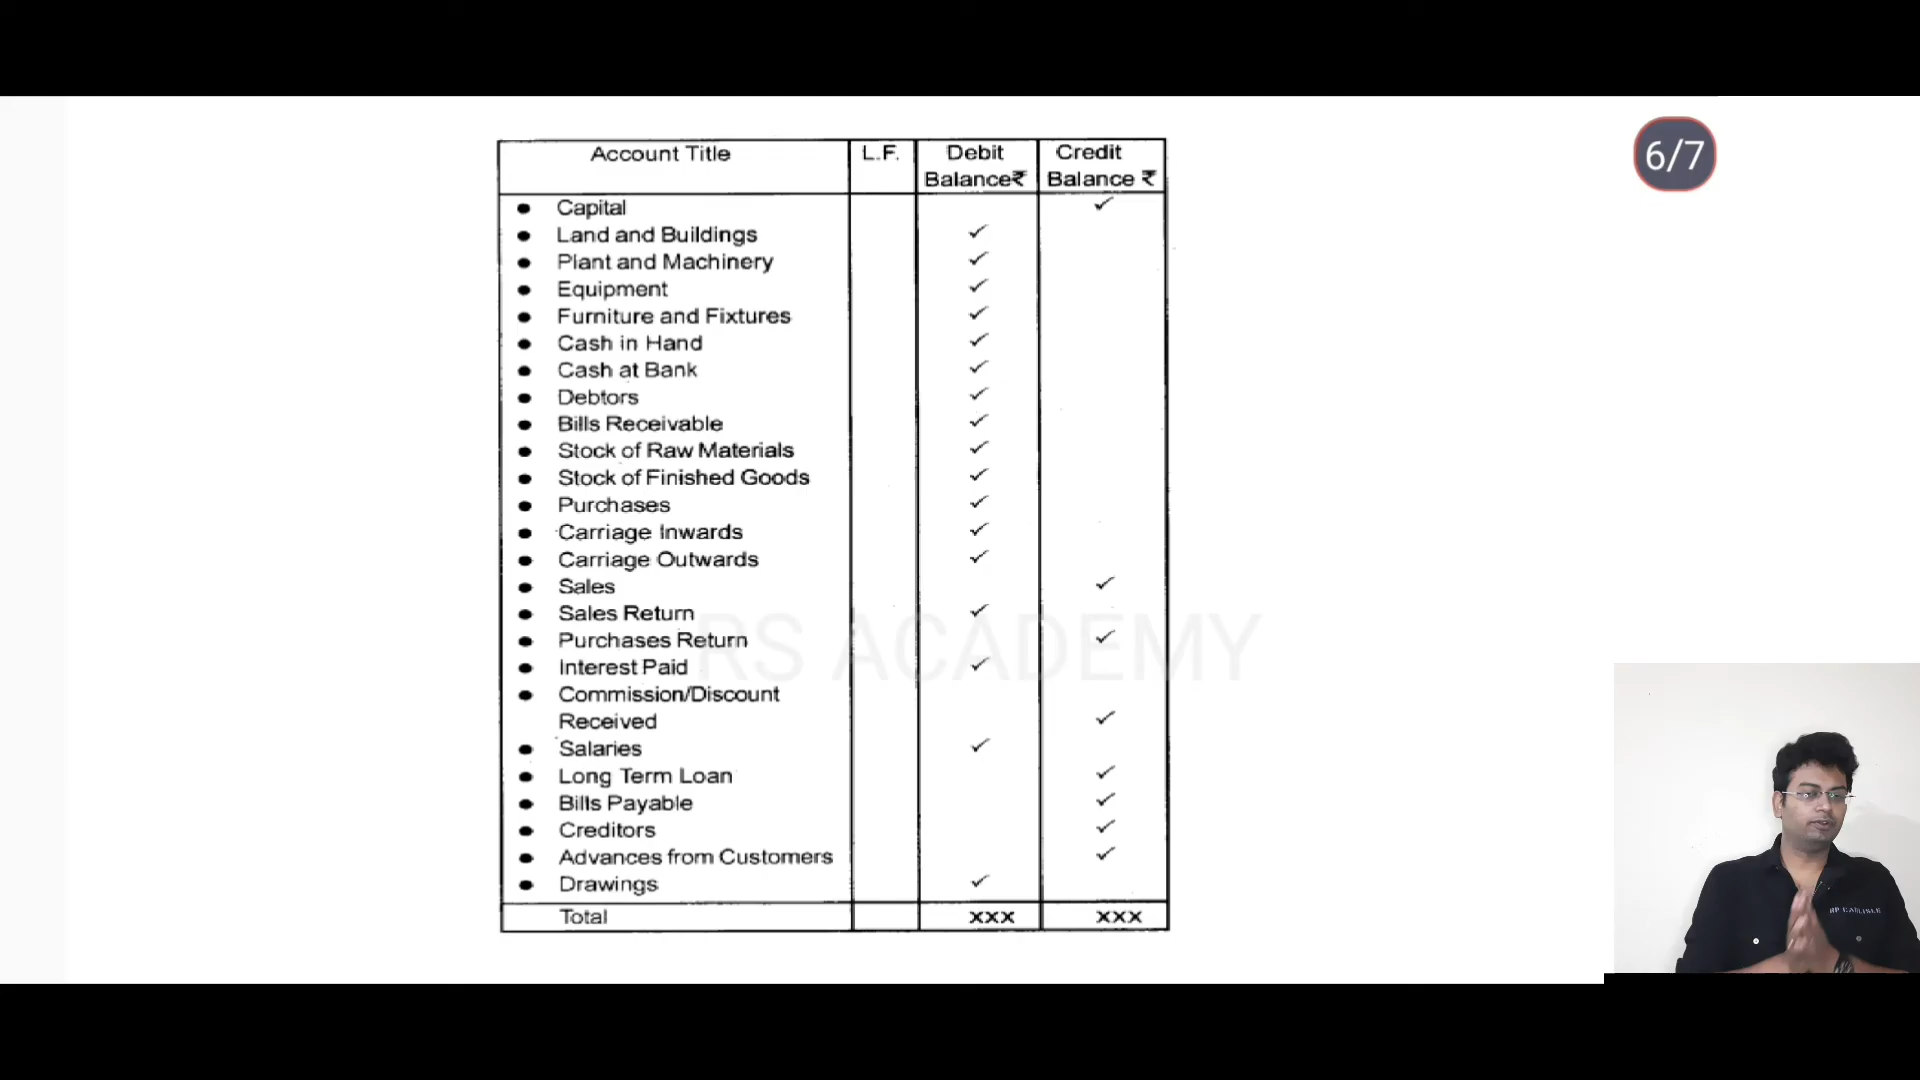 6/7
Account Title L.F. Debit Balance₹ Credit Balance ₹
• Capital ✓
• Land and Buildings ✓
• Plant and Machinery ✓
• Equipment ✓
• Furniture and Fixtures ✓
• Cash in Hand ✓
• Cash at Bank ✓
• Debtors ✓
• Bills Receivable ✓
• Stock of Raw Materials ✓
• Stock of Finished Goods ✓
• Purchases ✓
• Carriage Inwards ✓
• Carriage Outwards ✓
• Sales ✓
• Sales Return ✓
• Purchases Return ✓
• Interest Paid ✓
• Commission/Discount
Received ✓
• Salaries ✓
• Long Term Loan ✓
• Bills Payable ✓
• Creditors ✓
• Advances from Customers ✓
• Drawings ✓
Total xxx xxx
RS ACADEMY